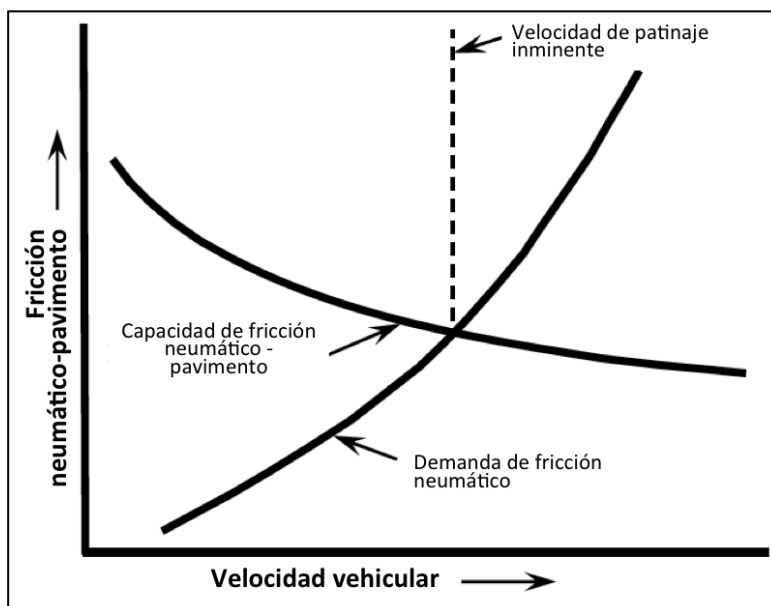 Velocidad de patinaje
inminente
Fricción
neumático-pavimento
Capacidad de fricción
neumático -
pavimento
Demanda de fricción
neumático
Velocidad vehicular